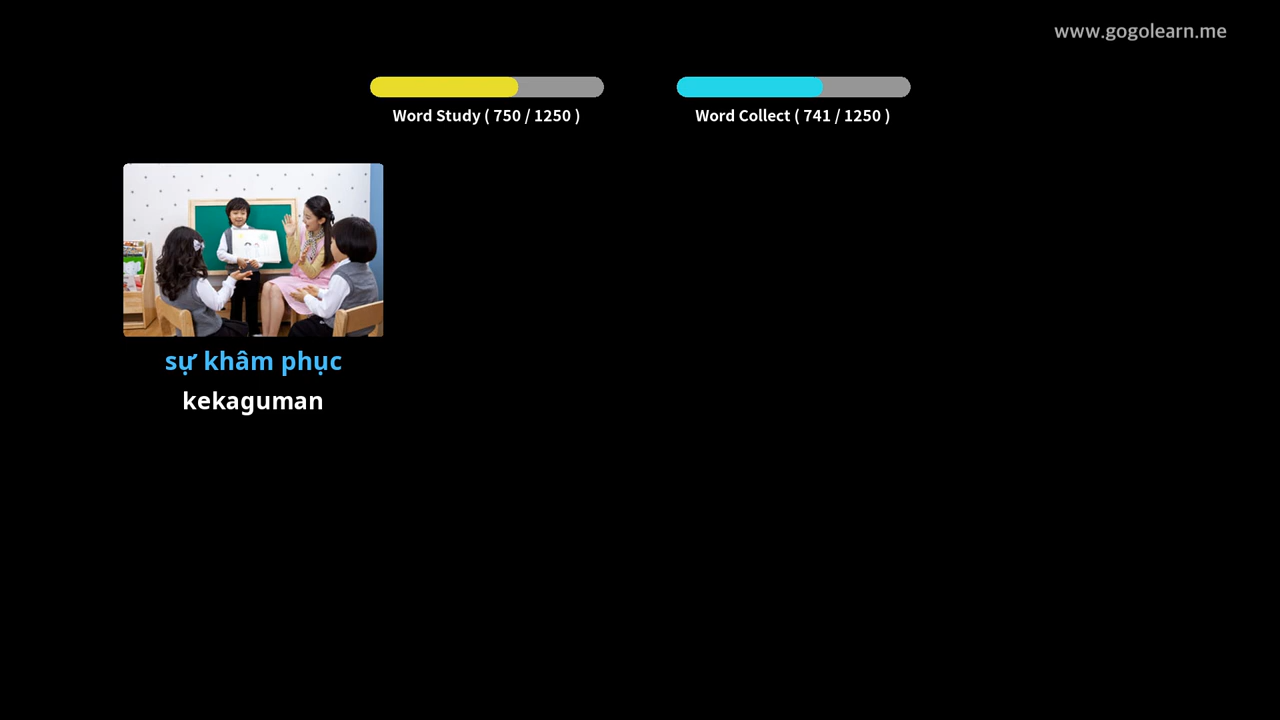 www.gogolearn.me
Word Study ( 750 / 1250 )
Word Collect ( 741 / 1250 )
sự khâm phục
kekaguman